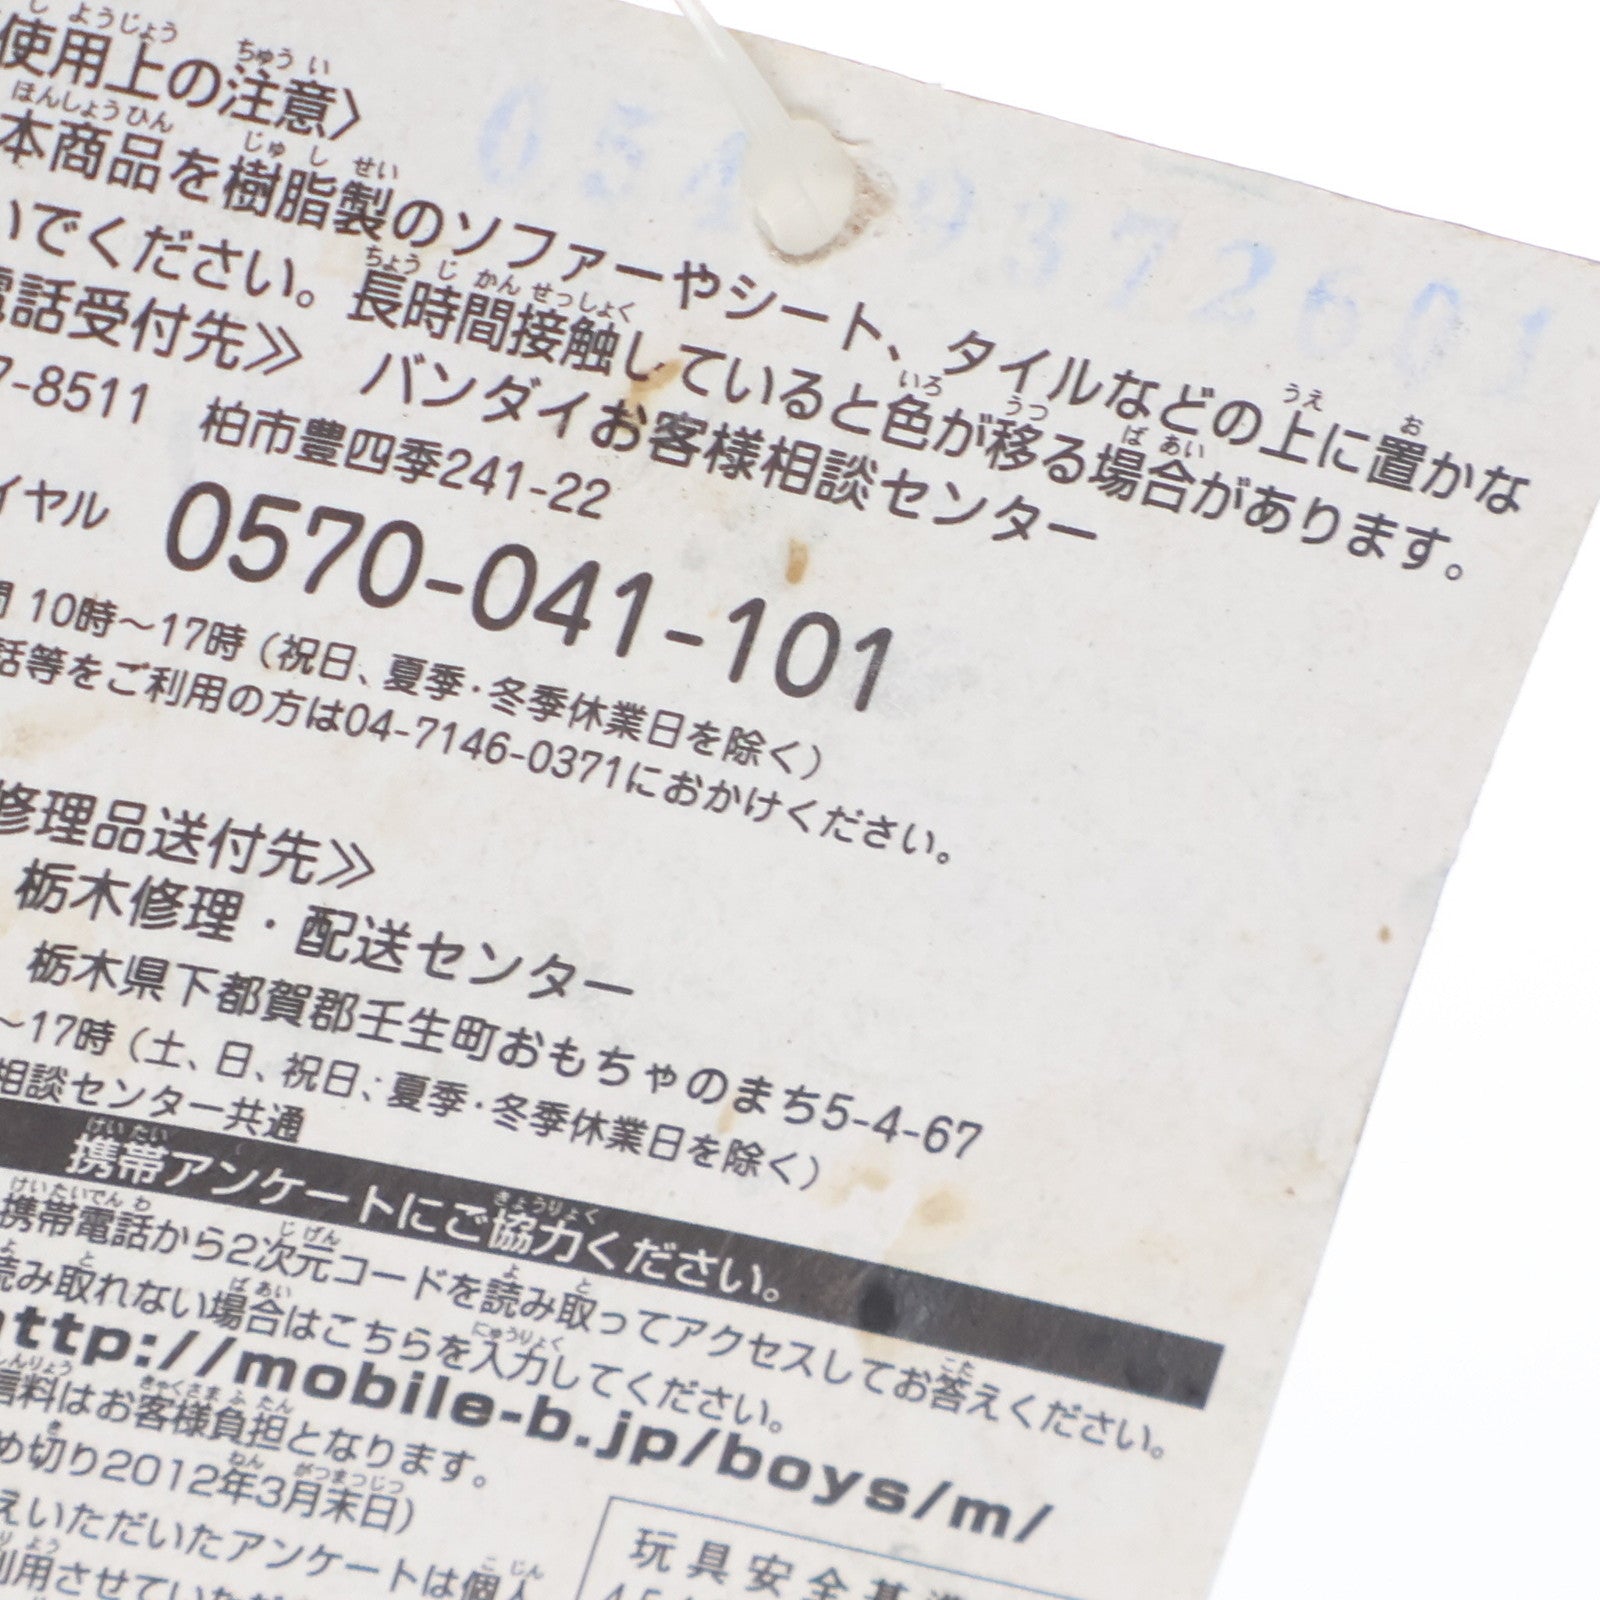 使用上の注意〉
本商品を樹脂製のソファーやシート、タイルなどの上に置かな
いでください。長時間接触していると色が移る場合があります。
電話受付先≫ バンダイお客様相談センター
7-8511 柏市豊四季241-22
イヤル 0570-041-101
間 10時～17時（祝日、夏季・冬季休業日を除く）
話等をご利用の方は04-7146-0371におかけください。
修理品送付先≫
栃木修理・配送センター
栃木県下都賀郡壬生町おもちゃのまち5-4-67
～17時（土、日、祝日、夏季・冬季休業日を除く）
相談センター共通
携帯アンケートにご協力ください。
携帯電話から2次元コードを読み取ってアクセスしてお答えください。
読み取れない場合はこちらを入力してください。
http://mobile-b.jp/boys/m/
信料はお客様負担となります。
め切り2012年3月末日）
えいただいたアンケートは個人
利用させていただ
玩具安全基準